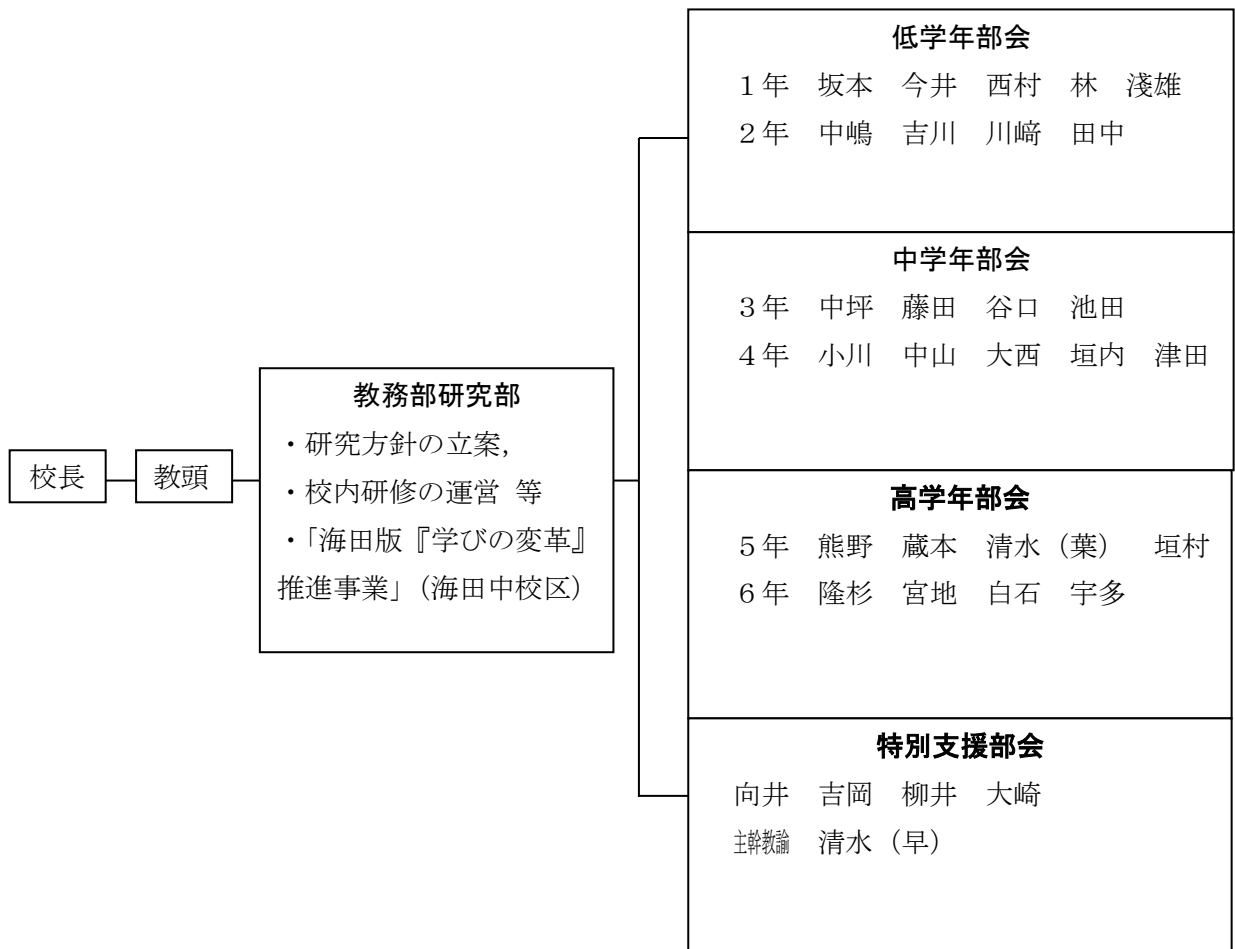 校長
教頭
教務部研究部
・研究方針の立案,
・校内研修の運営 等
・「海田版『学びの変革』
推進事業」(海田中校区)
低学年部会
１年 坂本 今井 西村 林 淺雄
２年 中嶋 吉川 川﨑 田中
中学年部会
３年 中坪 藤田 谷口 池田
４年 小川 中山 大西 垣内 津田
高学年部会
５年 熊野 蔵本 清水（葉） 垣村
６年 隆杉 宮地 白石 宇多
特別支援部会
向井 吉岡 柳井 大崎
主幹教諭 清水（早）